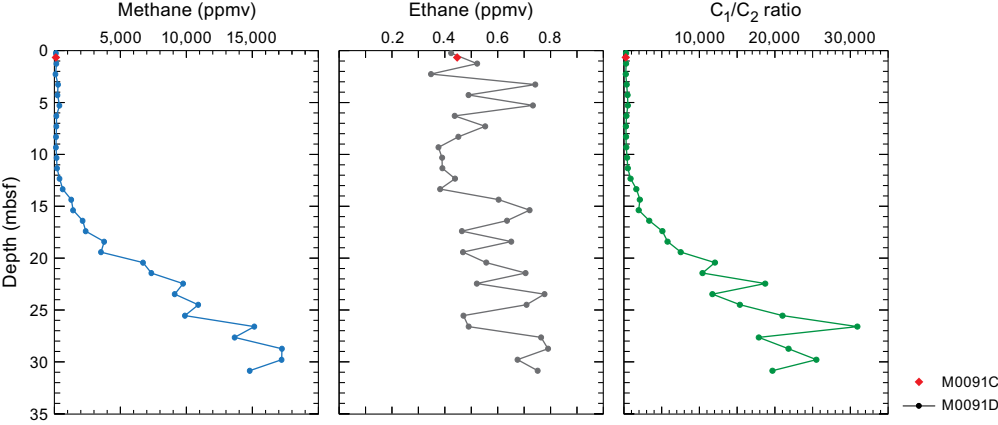 Methane (ppmv)
Ethane (ppmv)
C₁/C₂ ratio
5,000 10,000 15,000
0.2 0.4 0.6 0.8
10,000 20,000 30,000
0
5
10
15
20
25
30
35
Depth (mbsf)
M0091C
M0091D